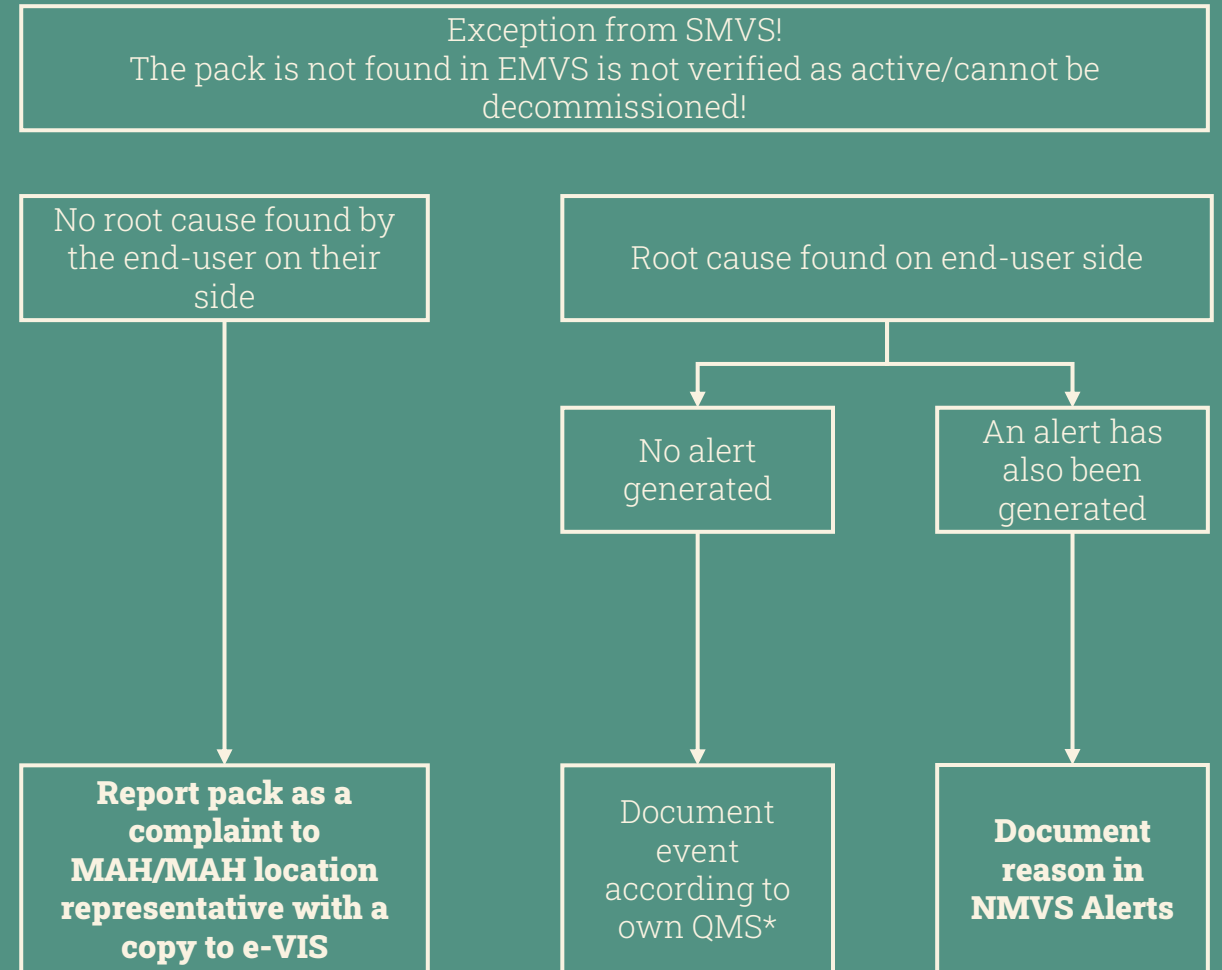 Exception from SMVS!
The pack is not found in EMVS is not verified as active/cannot be
decommissioned!
No root cause found by
the end-user on their
side
Root cause found on end-user side
No alert
generated
An alert has
also been
generated
Report pack as a
complaint to
MAH/MAH location
representative with a
copy to e-VIS
Document
event
according to
own QMS*
Document
reason in
NMVS Alerts